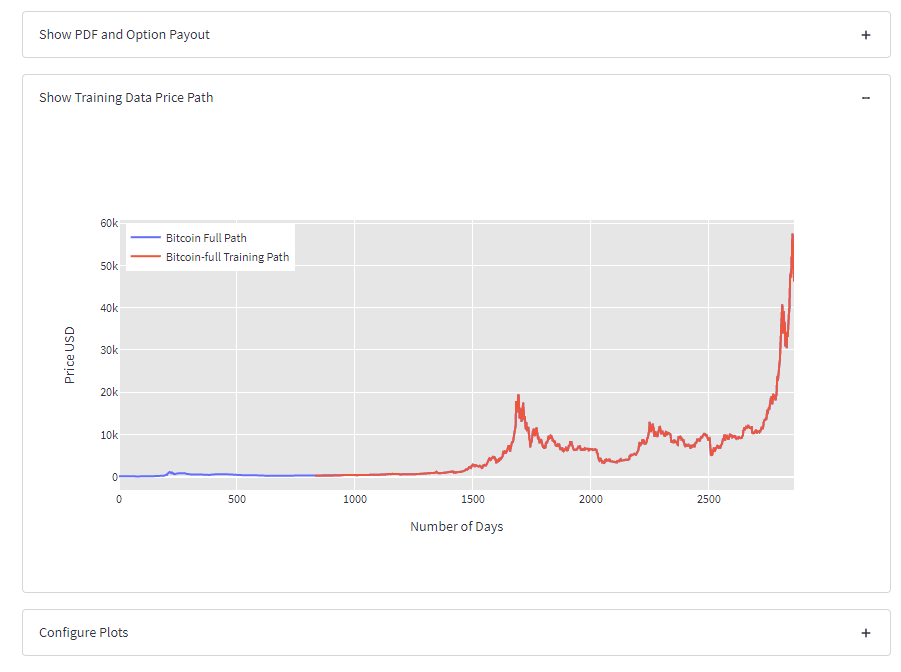 Show PDF and Option Payout
+
Show Training Data Price Path
−
60k
50k
40k
30k
20k
10k
0
Price USD
Bitcoin Full Path
Bitcoin-full Training Path
0 500 1000 1500 2000 2500
Number of Days
Configure Plots
+